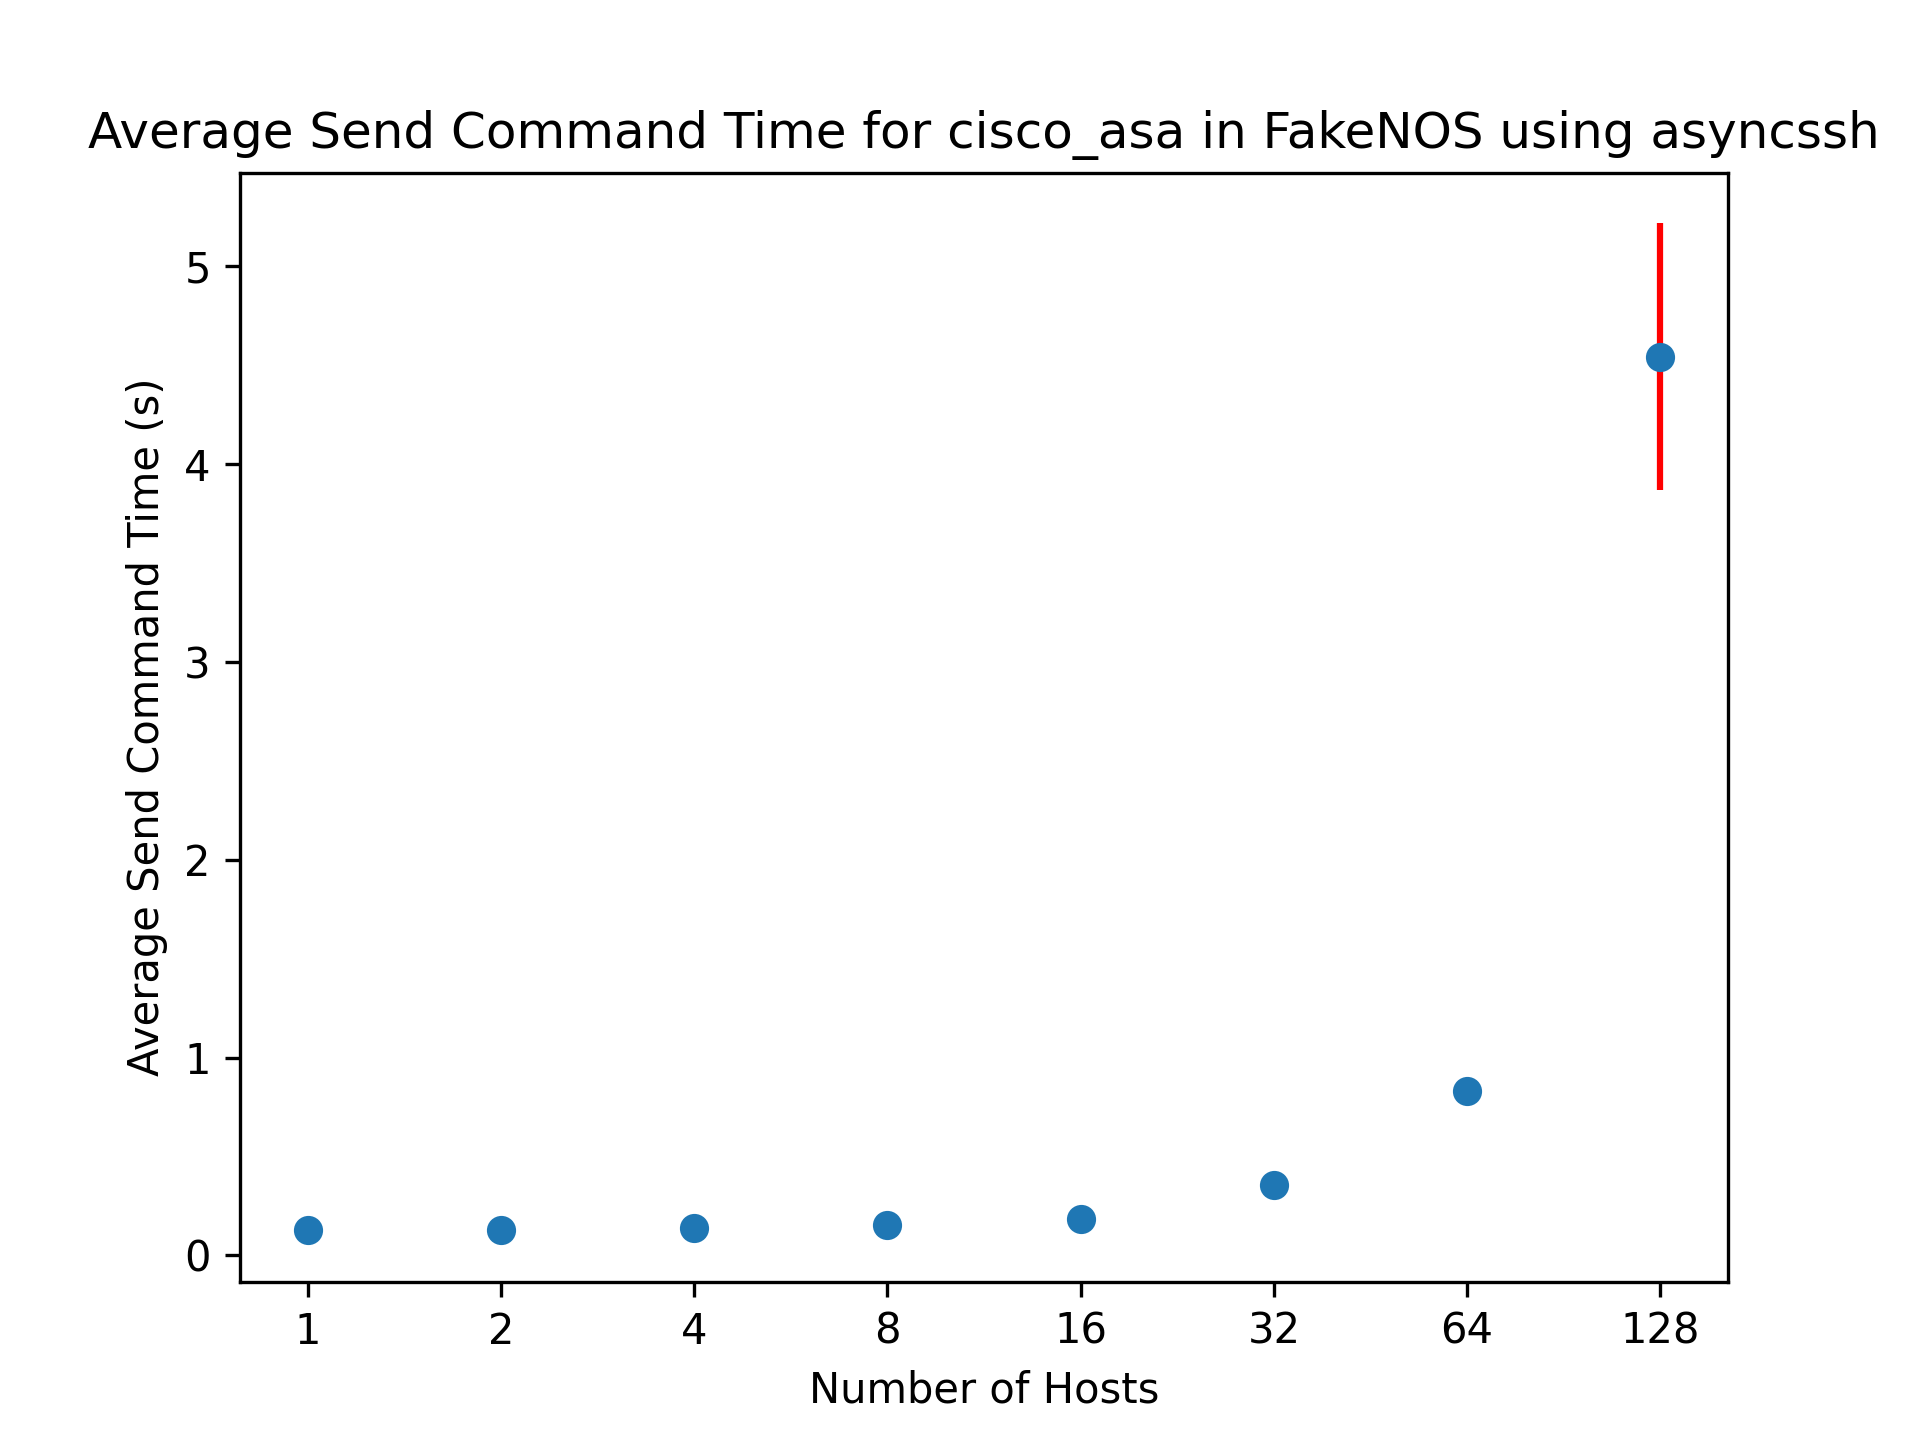 Average Send Command Time for cisco_asa in FakeNOS using asyncssh
Average Send Command Time (s)
5
4
3
2
1
0
1 2 4 8 16 32 64 128
Number of Hosts